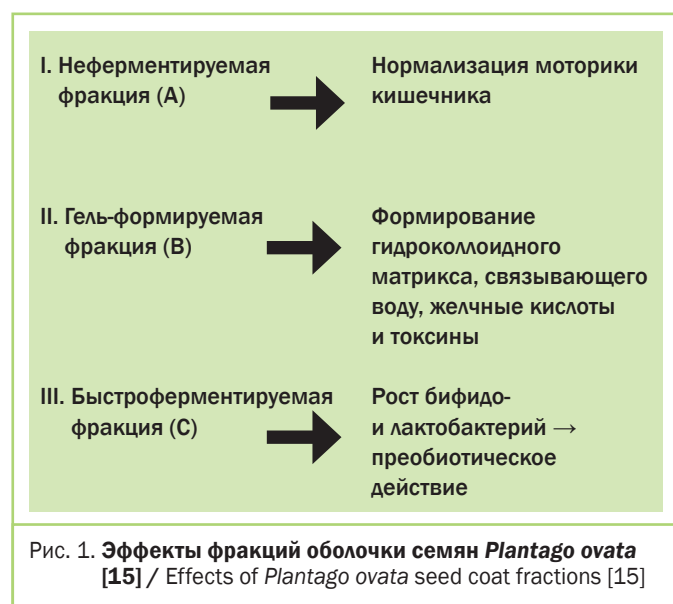 I. Неферментируемая
фракция (А)
Нормализация моторики
кишечника
II. Гель-формируемая
фракция (В)
Формирование
гидроколлоидного
матрикса, связывающего
воду, желчные кислоты
и токсины
III. Быстроферментируемая
фракция (С)
Рост бифидо-
и лактобактерий →
преобиотическое
действие
Рис. 1. Эффекты фракций оболочки семян Plantago ovata
[15] / Effects of Plantago ovata seed coat fractions [15]